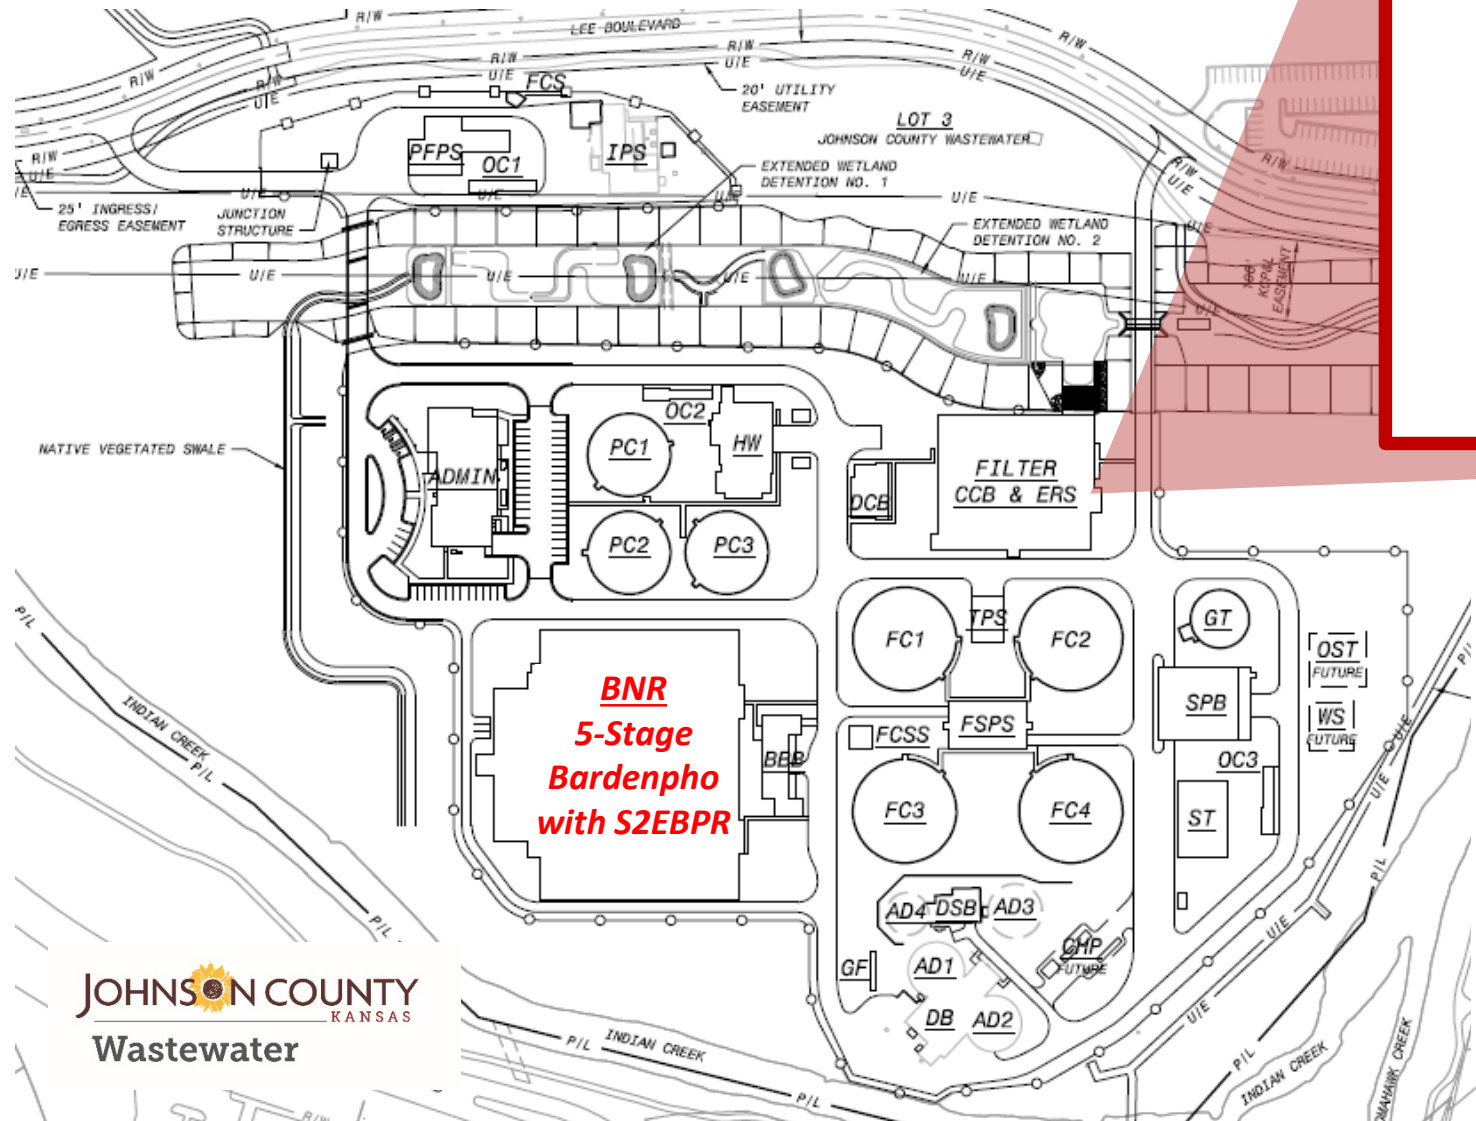 R/W
LEE BOULEVARD
R/W
R/W
R/W
R/W
U/E
R/W
U/E
U/E
U/E
20' UTILITY
EASEMENT
FCS
LOT 3
JOHNSON COUNTY WASTEWATER
PFPS
OC1
IPS
EXTENDED WETLAND
DETENTION NO. 1
R/W
U/E
R/W
R/W
U/E
U/E
U/E
U/E
U/E
U/E
25' INGRESS/
EGRESS EASEMENT
JUNCTION
STRUCTURE
EXTENDED WETLAND
DETENTION NO. 2
U/E
U/E
U/E
U/E
U/E
U/E
U/E
KCP&L
EASEMENT
NATIVE VEGETATED SWALE
ADMIN
PC1
OC2
HW
DCB
FILTER
CCB & ERS
PC2
PC3
FC1
TPS
FC2
GT
OST
FUTURE
P/L
P/L
BNR
5-Stage
Bardenpho
with S2EBPR
BBB
FCSS
FSPS
SPB
WS
FUTURE
U/E
OC3
INDIAN CREEK
P/L
FC3
FC4
ST
U/E
P/L
AD4
DSB
AD3
P/L
U/E
CHP
FUTURE
GF
AD1
DB
AD2
U/E
JOHNSON COUNTY
KANSAS
Wastewater
P/L
INDIAN CREEK
P/L
P/L
INDIAN CREEK
OMAHAWK CREEK
R/W